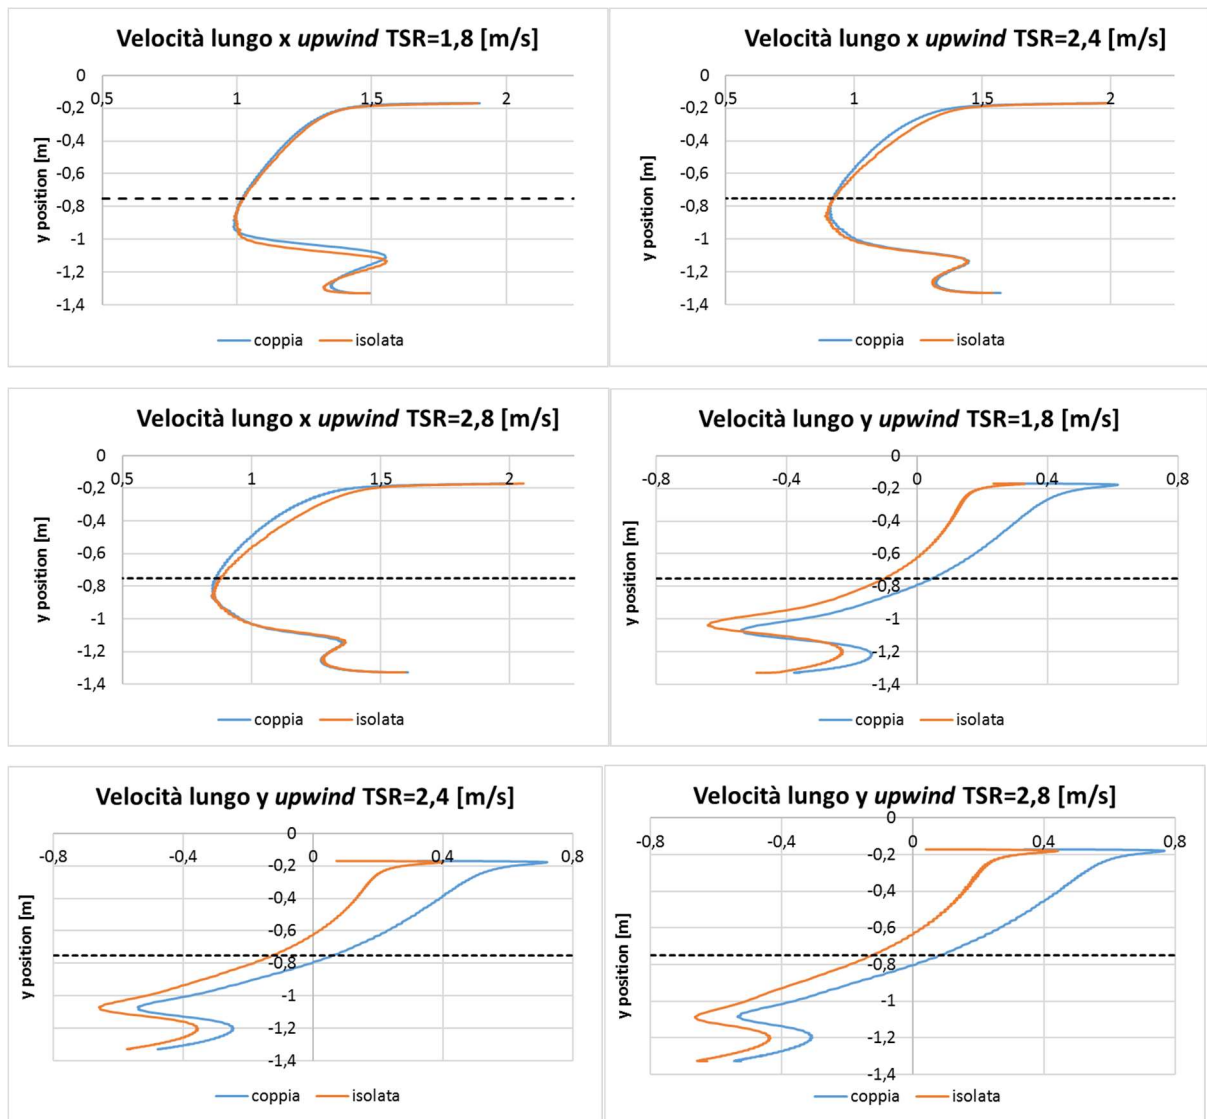 Velocità lungo x upwind TSR=1,8 [m/s]
0
0,5 1 1,5 2
-0,2
-0,4
-0,6
-0,8
-1
-1,2
-1,4
y position [m]
coppia isolata
Velocità lungo x upwind TSR=2,4 [m/s]
0
0,5 1 1,5 2
-0,2
-0,4
-0,6
-0,8
-1
-1,2
-1,4
y position [m]
coppia isolata
Velocità lungo x upwind TSR=2,8 [m/s]
0
0,5 1 1,5 2
-0,2
-0,4
-0,6
-0,8
-1
-1,2
-1,4
y position [m]
coppia isolata
Velocità lungo y upwind TSR=1,8 [m/s]
0
-0,8 -0,4 0 0,4 0,8
-0,2
-0,4
-0,6
-0,8
-1
-1,2
-1,4
y position [m]
coppia isolata
Velocità lungo y upwind TSR=2,4 [m/s]
0
-0,8 -0,4 0 0,4 0,8
-0,2
-0,4
-0,6
-0,8
-1
-1,2
-1,4
y position [m]
coppia isolata
Velocità lungo y upwind TSR=2,8 [m/s]
0
-0,8 -0,4 0 0,4 0,8
-0,2
-0,4
-0,6
-0,8
-1
-1,2
-1,4
y position [m]
coppia isolata